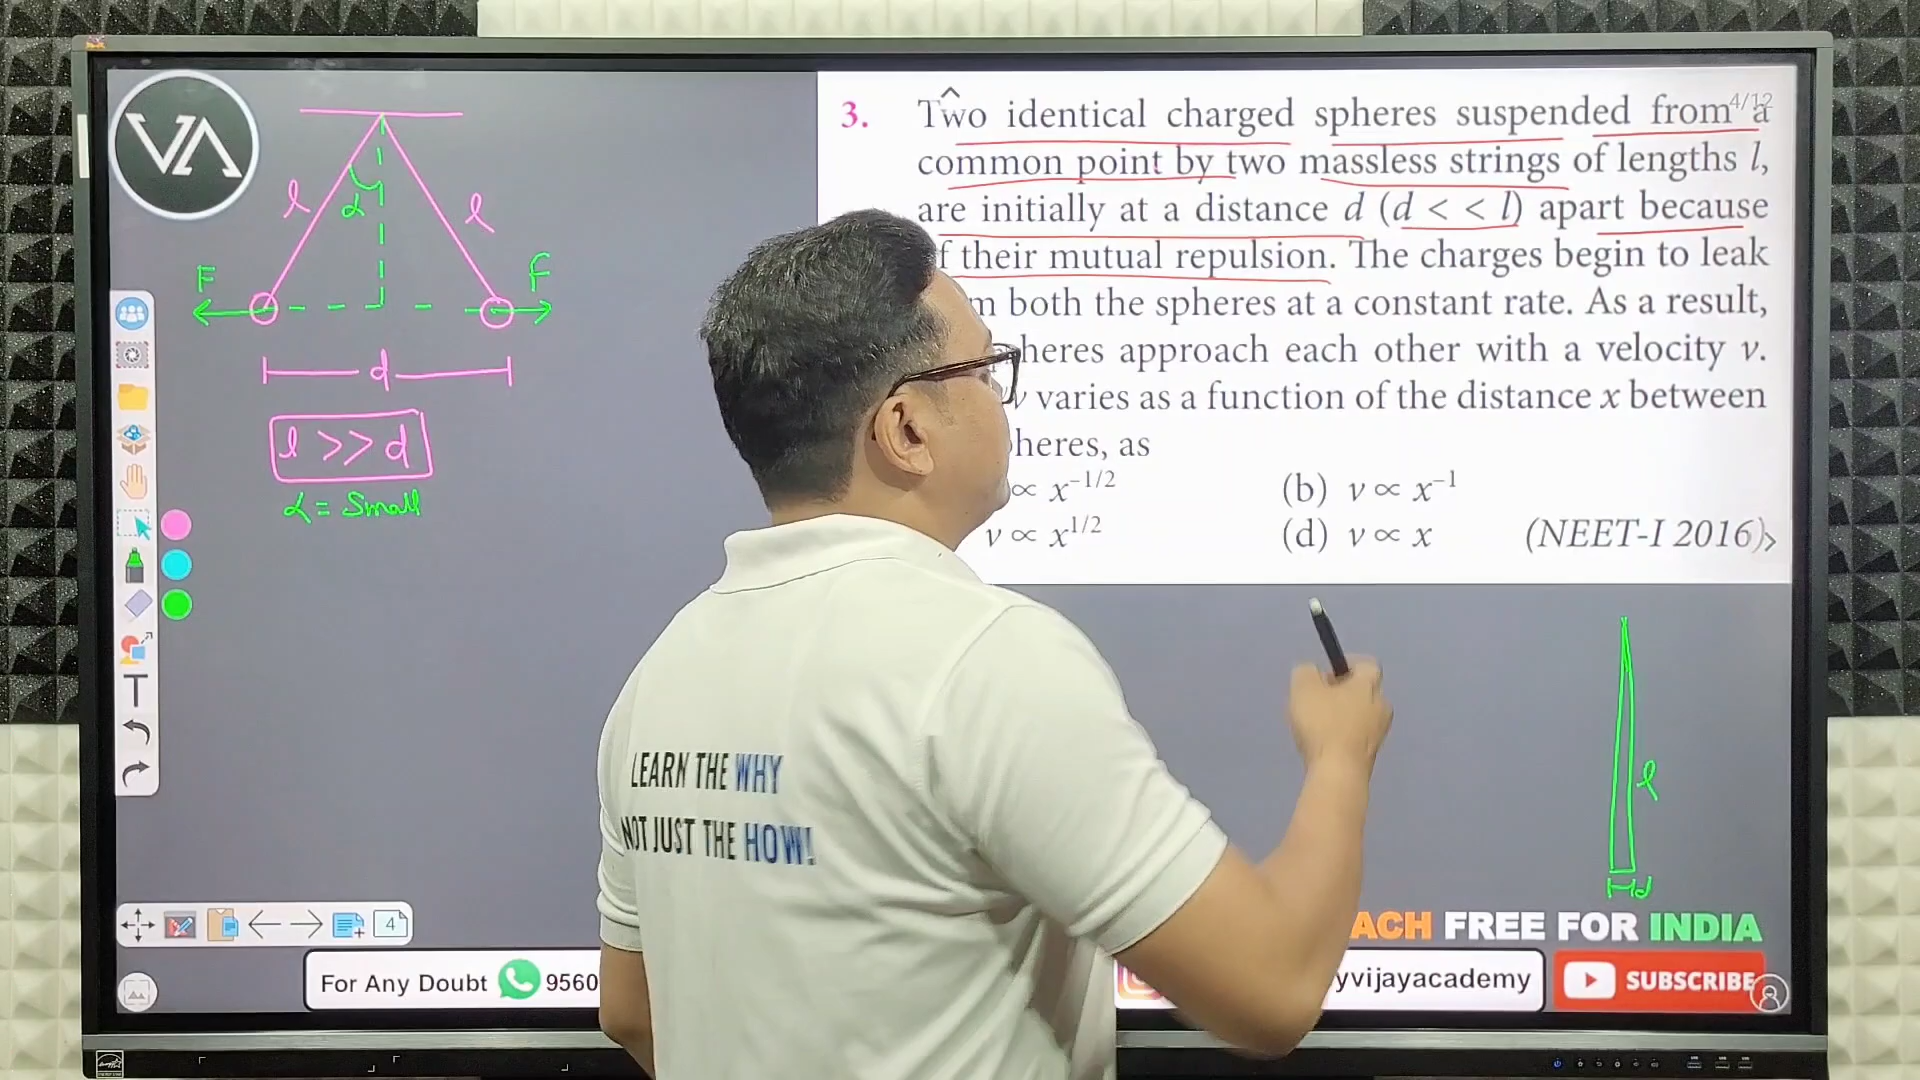 VA
l
l
α
F
F
d
l >> d
α = Small
4/12
3. Two identical charged spheres suspended from a
common point by two massless strings of lengths l,
are initially at a distance d (d < < l) apart because
f their mutual repulsion. The charges begin to leak
m both the spheres at a constant rate. As a result,
pheres approach each other with a velocity v.
v varies as a function of the distance x between
heres, as
∝ x⁻¹/² (b) v ∝ x⁻¹
v ∝ x¹/² (d) v ∝ x (NEET-I 2016)
l
d
LEARN THE WHY
NOT JUST THE HOW!
T
4
ACH FREE FOR INDIA
For Any Doubt 9560
yvijayacademy
SUBSCRIBE